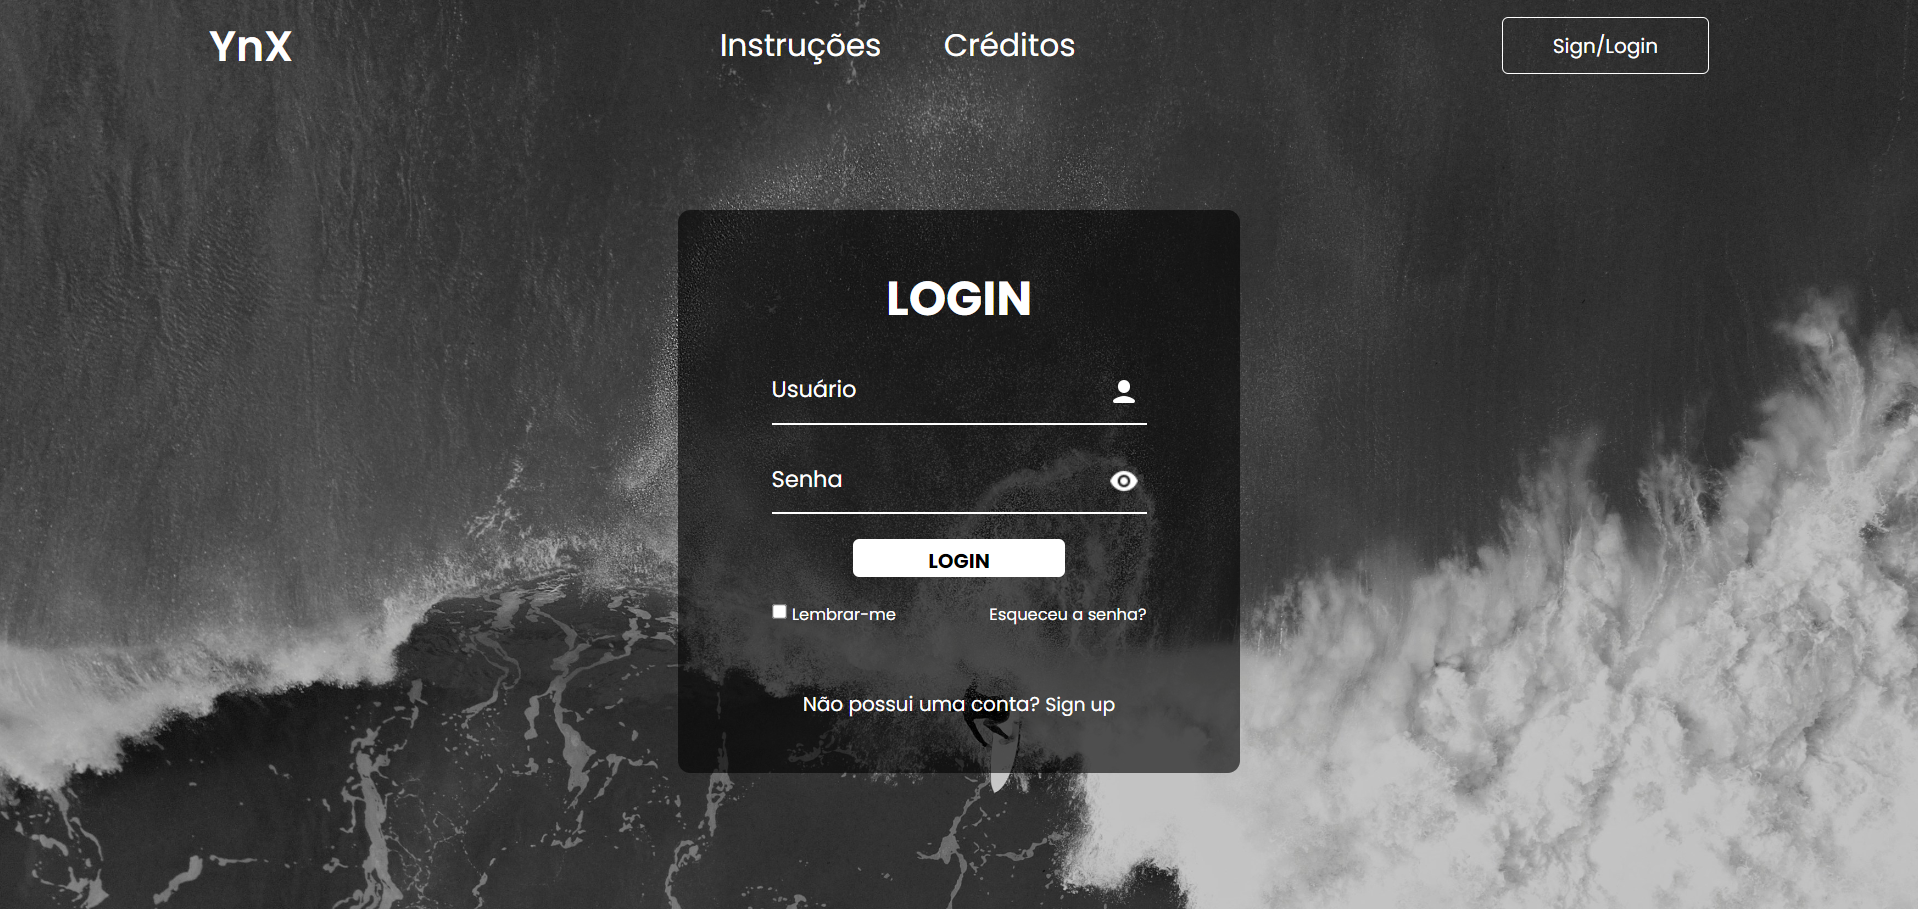 YnX
Instruções Créditos
Sign/Login
LOGIN
Usuário
Senha
LOGIN
Lembrar-me Esqueceu a senha?
Não possui uma conta? Sign up